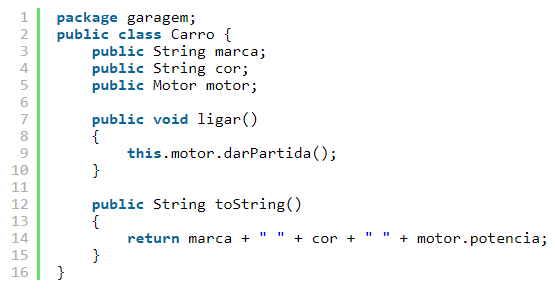 1 package garagem;
2 public class Carro {
3     public String marca;
4     public String cor;
5     public Motor motor;
6
7     public void ligar()
8     {
9         this.motor.darPartida();
10     }
11
12     public String toString()
13     {
14         return marca + " " + cor + " " + motor.potencia;
15     }
16 }